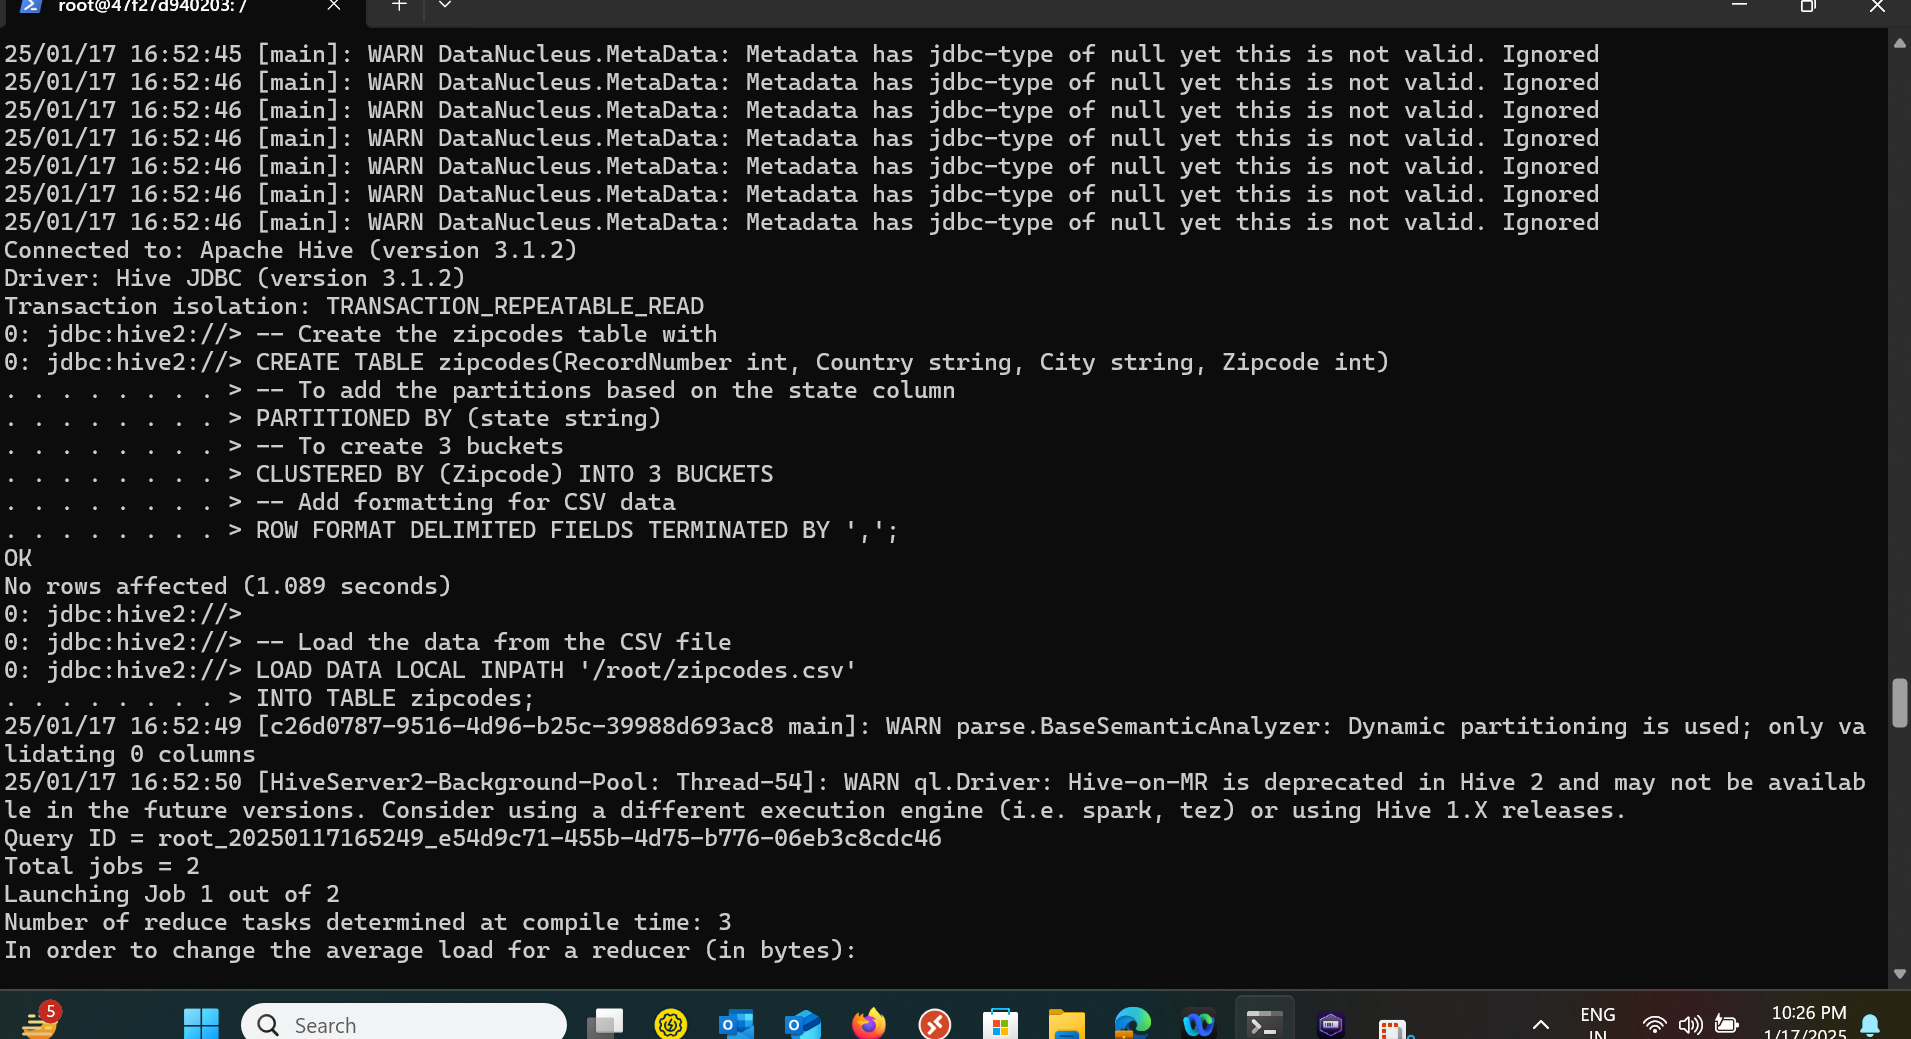 root@47f27d940203: /
25/01/17 16:52:45 [main]: WARN DataNucleus.MetaData: Metadata has jdbc-type of null yet this is not valid. Ignored
25/01/17 16:52:46 [main]: WARN DataNucleus.MetaData: Metadata has jdbc-type of null yet this is not valid. Ignored
25/01/17 16:52:46 [main]: WARN DataNucleus.MetaData: Metadata has jdbc-type of null yet this is not valid. Ignored
25/01/17 16:52:46 [main]: WARN DataNucleus.MetaData: Metadata has jdbc-type of null yet this is not valid. Ignored
25/01/17 16:52:46 [main]: WARN DataNucleus.MetaData: Metadata has jdbc-type of null yet this is not valid. Ignored
25/01/17 16:52:46 [main]: WARN DataNucleus.MetaData: Metadata has jdbc-type of null yet this is not valid. Ignored
25/01/17 16:52:46 [main]: WARN DataNucleus.MetaData: Metadata has jdbc-type of null yet this is not valid. Ignored
Connected to: Apache Hive (version 3.1.2)
Driver: Hive JDBC (version 3.1.2)
Transaction isolation: TRANSACTION_REPEATABLE_READ
0: jdbc:hive2://> -- Create the zipcodes table with
0: jdbc:hive2://> CREATE TABLE zipcodes(RecordNumber int, Country string, City string, Zipcode int)
. . . . . . . . > -- To add the partitions based on the state column
. . . . . . . . > PARTITIONED BY (state string)
. . . . . . . . > -- To create 3 buckets
. . . . . . . . > CLUSTERED BY (Zipcode) INTO 3 BUCKETS
. . . . . . . . > -- Add formatting for CSV data
. . . . . . . . > ROW FORMAT DELIMITED FIELDS TERMINATED BY ',';
OK
No rows affected (1.089 seconds)
0: jdbc:hive2://>
0: jdbc:hive2://> -- Load the data from the CSV file
0: jdbc:hive2://> LOAD DATA LOCAL INPATH '/root/zipcodes.csv'
. . . . . . . . > INTO TABLE zipcodes;
25/01/17 16:52:49 [c26d0787-9516-4d96-b25c-39988d693ac8 main]: WARN parse.BaseSemanticAnalyzer: Dynamic partitioning is used; only va
lidating 0 columns
25/01/17 16:52:50 [HiveServer2-Background-Pool: Thread-54]: WARN ql.Driver: Hive-on-MR is deprecated in Hive 2 and may not be availab
le in the future versions. Consider using a different execution engine (i.e. spark, tez) or using Hive 1.X releases.
Query ID = root_20250117165249_e54d9c71-455b-4d75-b776-06eb3c8cdc46
Total jobs = 2
Launching Job 1 out of 2
Number of reduce tasks determined at compile time: 3
In order to change the average load for a reducer (in bytes):
5
Search
ENG
IN
10:26 PM
1/17/2025